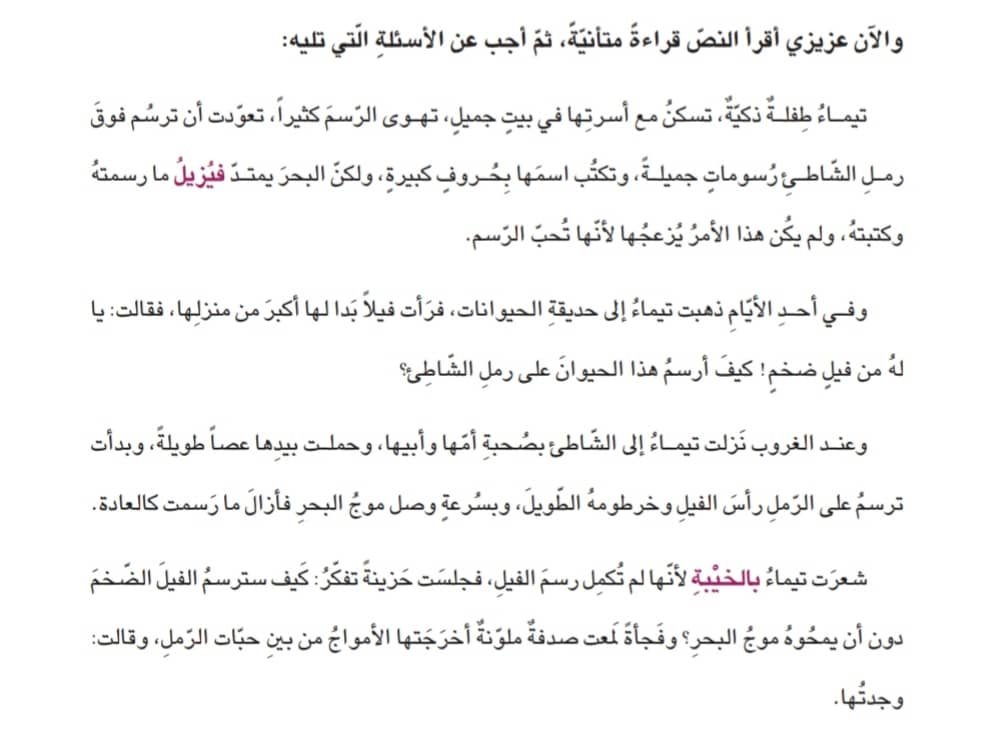 والآن عزيزي أقرأ النصّ قراءةً متأنيّةً، ثمّ أجب عن الأسئلةِ الّتي تليه:
تيمـاءُ طِفلـةٌ ذكيّةٌ، تسكنُ مع أسرتِها في بيتٍ جميلٍ، تهـوى الرّسمَ كثيراً، تعوّدت أن ترسُم فوقَ
رمـلِ الشّاطـئِ رُسوماتٍ جميلـةً، وتكتُب اسمَها بِحُروفٍ كبيرةٍ، ولكنّ البحرَ يمتـدّ فيُزيلُ ما رسمتهُ
وكتبتهُ، ولم يكُن هذا الأمرُ يُزعجُها لأنّها تُحبّ الرّسم.
وفـي أحـدِ الأيّامِ ذهبت تيماءُ إلى حديقةِ الحيوانات، فرَأت فيلاً بَدا لها أكبرَ من منزلِها، فقالت: يا
لهُ من فيلٍ ضخمٍ! كيفَ أرسمُ هذا الحيوانَ على رملِ الشّاطِئ؟
وعنـد الغروب نَزلت تيمـاءُ إلى الشّاطئ بصُحبةِ أمّها وأبيها، وحملـت بيدِها عصاً طويلةً، وبدأت
ترسمُ على الرّملِ رأسَ الفيلِ وخرطومهُ الطّويلَ، وبسُرعةٍ وصل موجُ البحرِ فأزالَ ما رَسمت كالعادة.
شعرَت تيماءُ بالخيْبةِ لأنّها لم تُكمِل رسمَ الفيلِ، فجلسَت حَزينةً تفكّرُ: كَيف سترسمُ الفيلَ الضّخمَ
دون أن يمحُوهُ موجُ البحرِ؟ وفَجأةً لمعت صدفةٌ ملوّنةٌ أخرَجَتها الأمواجُ من بينِ حبّات الرّملِ، وقالت:
وجدتُها.